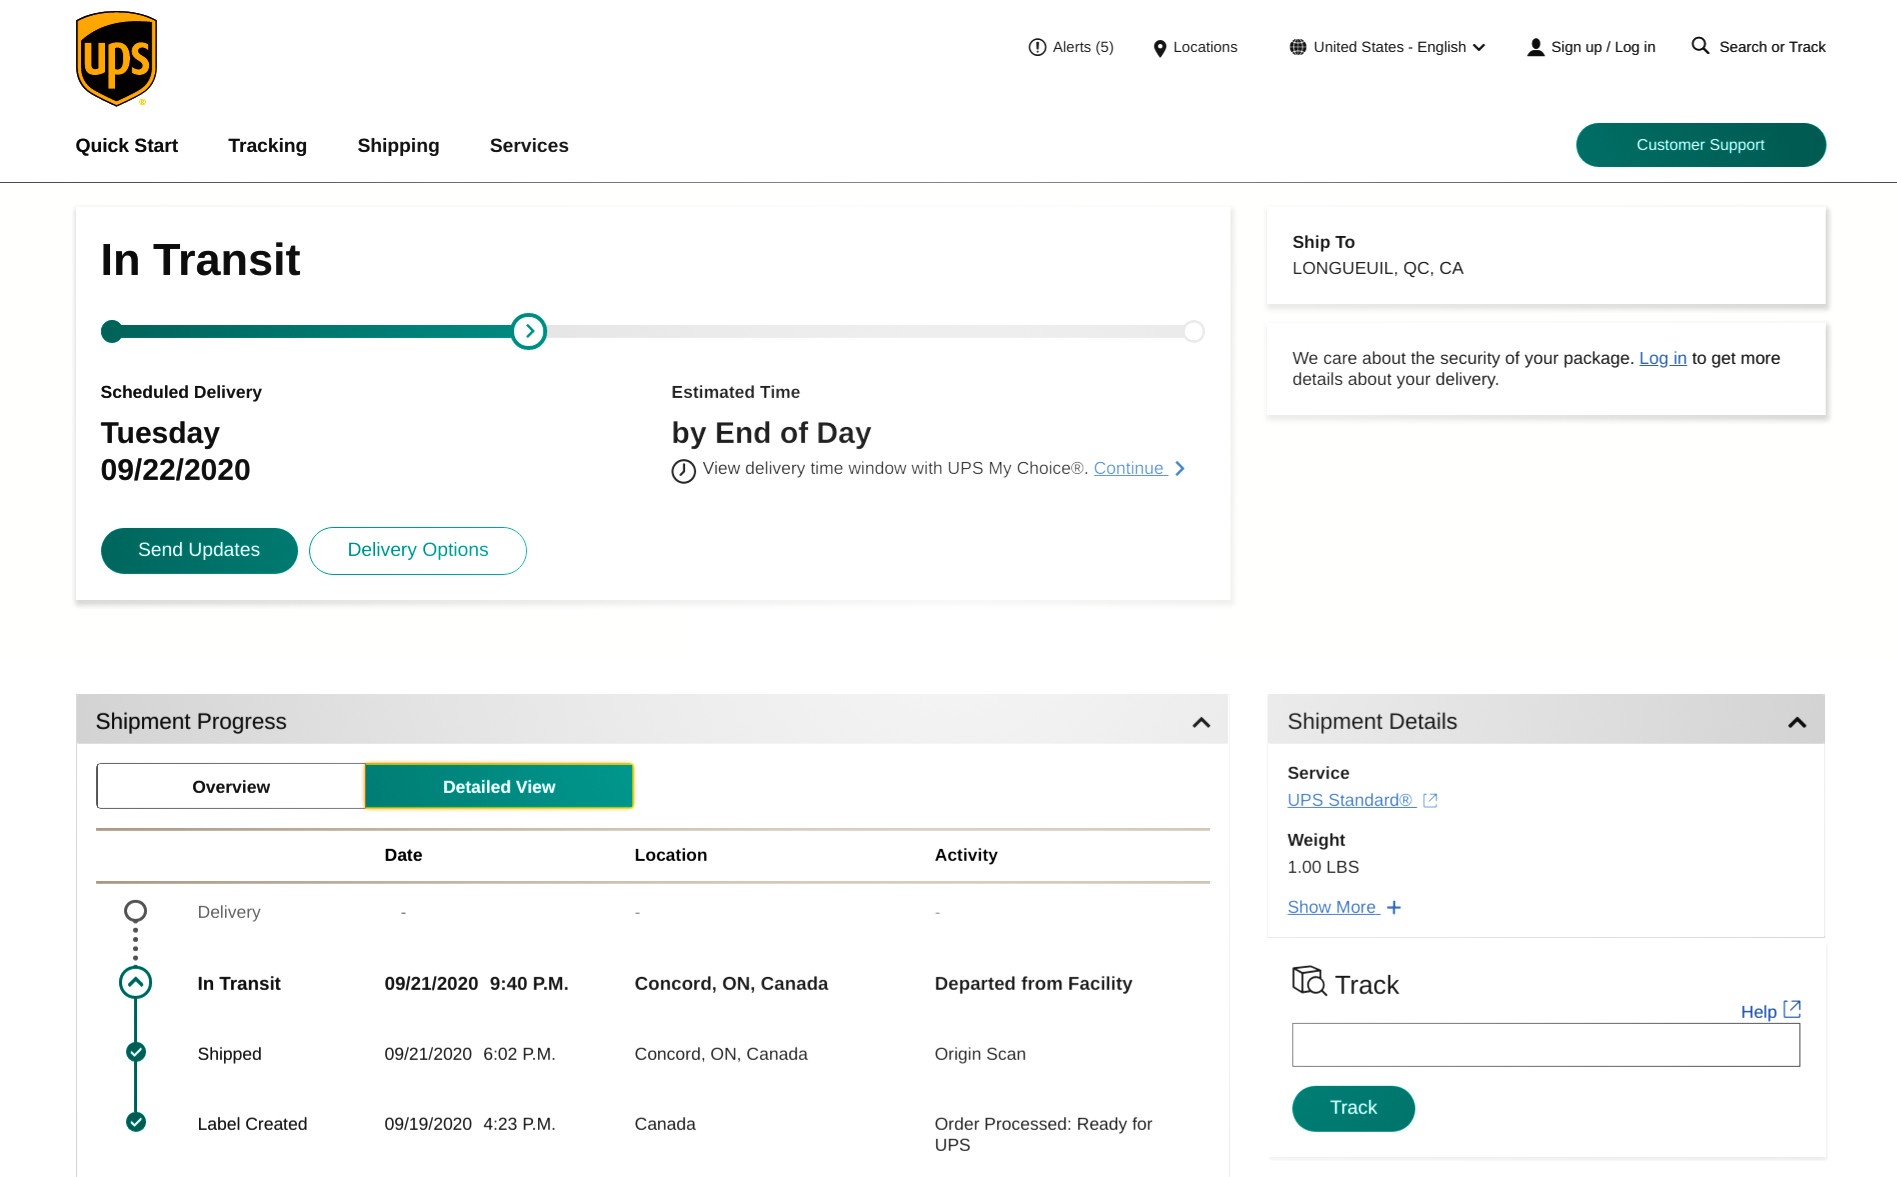 ups
Alerts (5) Locations United States - English Sign up / Log in Search or Track
Quick Start Tracking Shipping Services Customer Support
In Transit
Scheduled Delivery
Tuesday
09/22/2020
Estimated Time
by End of Day
View delivery time window with UPS My Choice®. Continue
Send Updates Delivery Options
Ship To
LONGUEUIL, QC, CA
We care about the security of your package. Log in to get more
details about your delivery.
Shipment Progress
Overview Detailed View
Date Location Activity
Delivery - - -
In Transit 09/21/2020 9:40 P.M. Concord, ON, Canada Departed from Facility
Shipped 09/21/2020 6:02 P.M. Concord, ON, Canada Origin Scan
Label Created 09/19/2020 4:23 P.M. Canada Order Processed: Ready for
UPS
Shipment Details
Service
UPS Standard®
Weight
1.00 LBS
Show More
Track
Help
Track